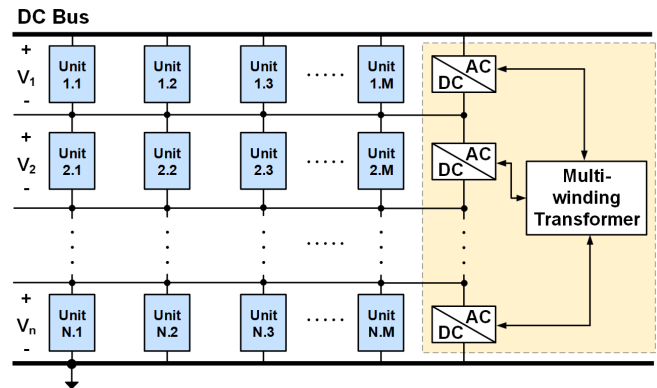 DC Bus
+
V1
-
Unit
1.1
Unit
1.2
Unit
1.3
.....
Unit
1.M
AC
DC
+
V2
-
Unit
2.1
Unit
2.2
Unit
2.3
.....
Unit
2.M
AC
DC
Multi-
winding
Transformer
.....
+
Vn
-
Unit
N.1
Unit
N.2
Unit
N.3
.....
Unit
N.M
AC
DC